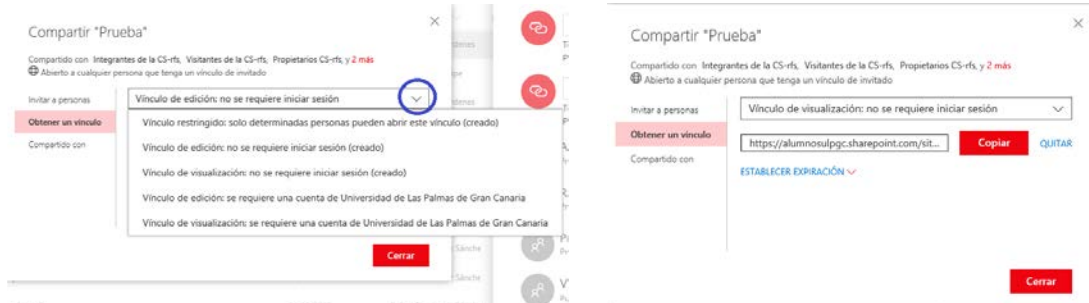 Compartir "Prueba"
Compartido con Integrantes de la CS-rfs, Visitantes de la CS-rfs, Propietarios CS-rfs, y 2 más
Abierto a cualquier persona que tenga un vínculo de invitado
Invitar a personas
Obtener un vínculo
Compartido con
Vínculo de edición: no se requiere iniciar sesión
Vínculo restringido: solo determinadas personas pueden abrir este vínculo (creado)
Vínculo de edición: no se requiere iniciar sesión (creado)
Vínculo de visualización: no se requiere iniciar sesión (creado)
Vínculo de edición: se requiere una cuenta de Universidad de Las Palmas de Gran Canaria
Vínculo de visualización: se requiere una cuenta de Universidad de Las Palmas de Gran Canaria
Cerrar
Compartir "Prueba"
Compartido con Integrantes de la CS-rfs, Visitantes de la CS-rfs, Propietarios CS-rfs, y 2 más
Abierto a cualquier persona que tenga un vínculo de invitado
Invitar a personas
Obtener un vínculo
Compartido con
Vínculo de visualización: no se requiere iniciar sesión
https://alumnosulpgc.sharepoint.com/sit...
Copiar
QUITAR
ESTABLECER EXPIRACIÓN
Cerrar